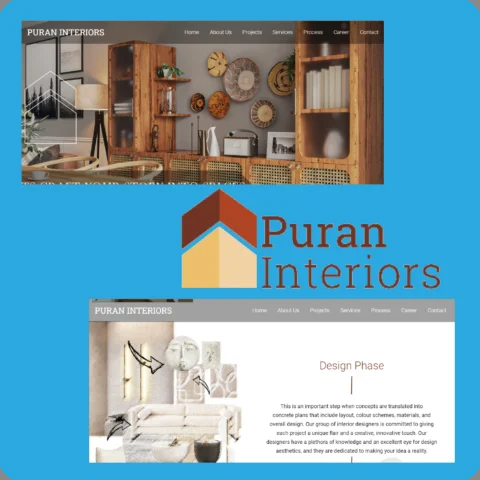 PURAN INTERIORS
Home About Us Projects Services Process Career Contact
Puran
Interiors
PURAN INTERIORS
Home About Us Projects Services Process Career Contact
Design Phase
This is an important step when concepts are translated into
concrete plans that include layout, colour schemes, materials, and
overall design. Our group of interior designers is committed to giving
each project a unique flair and a creative, innovative touch. Our
designers have a plethora of knowledge and an excellent eye for design
aesthetics, and they are dedicated to making your idea a reality.